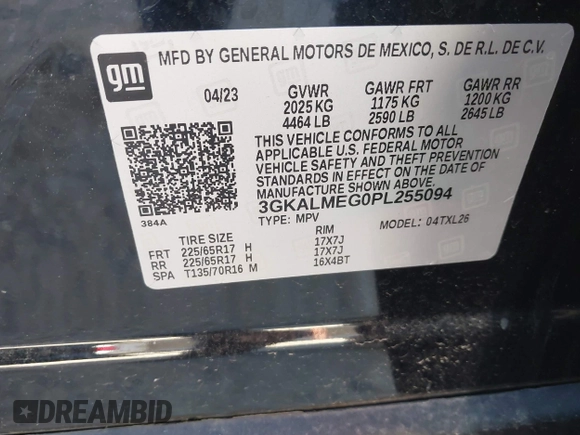 gm
MFD BY GENERAL MOTORS DE MEXICO, S. DE R.L. DE C.V.
04/23 GVWR GAWR FRT GAWR RR
2025 KG 1175 KG 1200 KG
4464 LB 2590 LB 2645 LB
THIS VEHICLE CONFORMS TO ALL
APPLICABLE U.S. FEDERAL MOTOR
VEHICLE SAFETY AND THEFT PREVENTION
STANDARDS IN EFFECT ON THE DATE OF
MANUFACTURE SHOWN ABOVE.
384A 3GKALMEG0PL255094
TYPE: MPV MODEL: 04TXL26
TIRE SIZE RIM
FRT 225/65R17 H 17X7J
RR 225/65R17 H 17X7J
SPA T135/70R16 M 16X4BT
DREAMBID